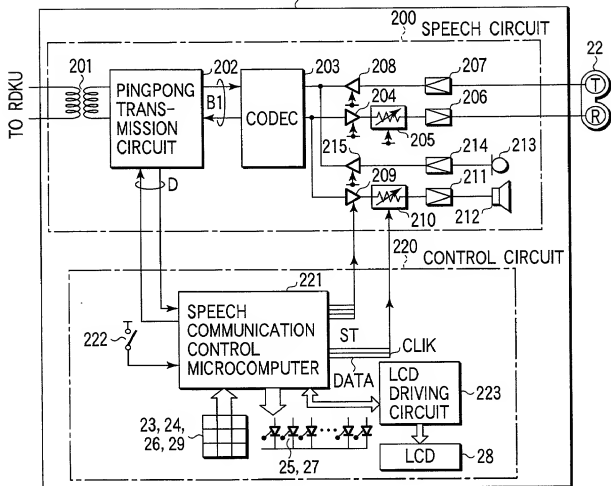 200
SPEECH CIRCUIT
201
202
203
208
207
22
TO RDKU
PINGPONG
TRANS-
MISSION
CIRCUIT
B1
CODEC
204
206
T
R
205
215
214
213
209
211
D
210
212
220
CONTROL CIRCUIT
221
SPEECH
COMMUNICATION
CONTROL
MICROCOMPUTER
222
ST
CLIK
DATA
LCD
DRIVING
CIRCUIT
223
23, 24,
26, 29
25, 27
LCD
28